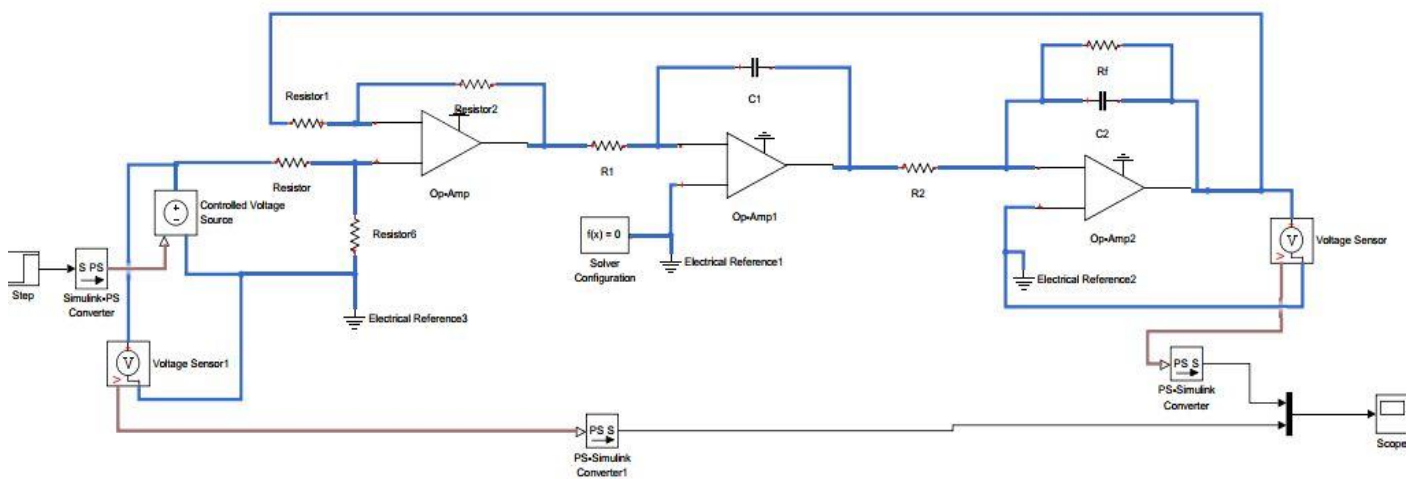 Rf
Resistor1
Resistor2
C1
C2
R1
R2
Resistor
Op-Amp
Controlled Voltage
Source
Op-Amp1
Op-Amp2
Resistor6
f(x) = 0
V
Voltage Sensor
S PS
Electrical Reference1
Solver
Configuration
Electrical Reference2
Step
Simulink-PS
Converter
Electrical Reference3
V
Voltage Sensor1
PS S
PS-Simulink
Converter
PS S
Scope
PS-Simulink
Converter1